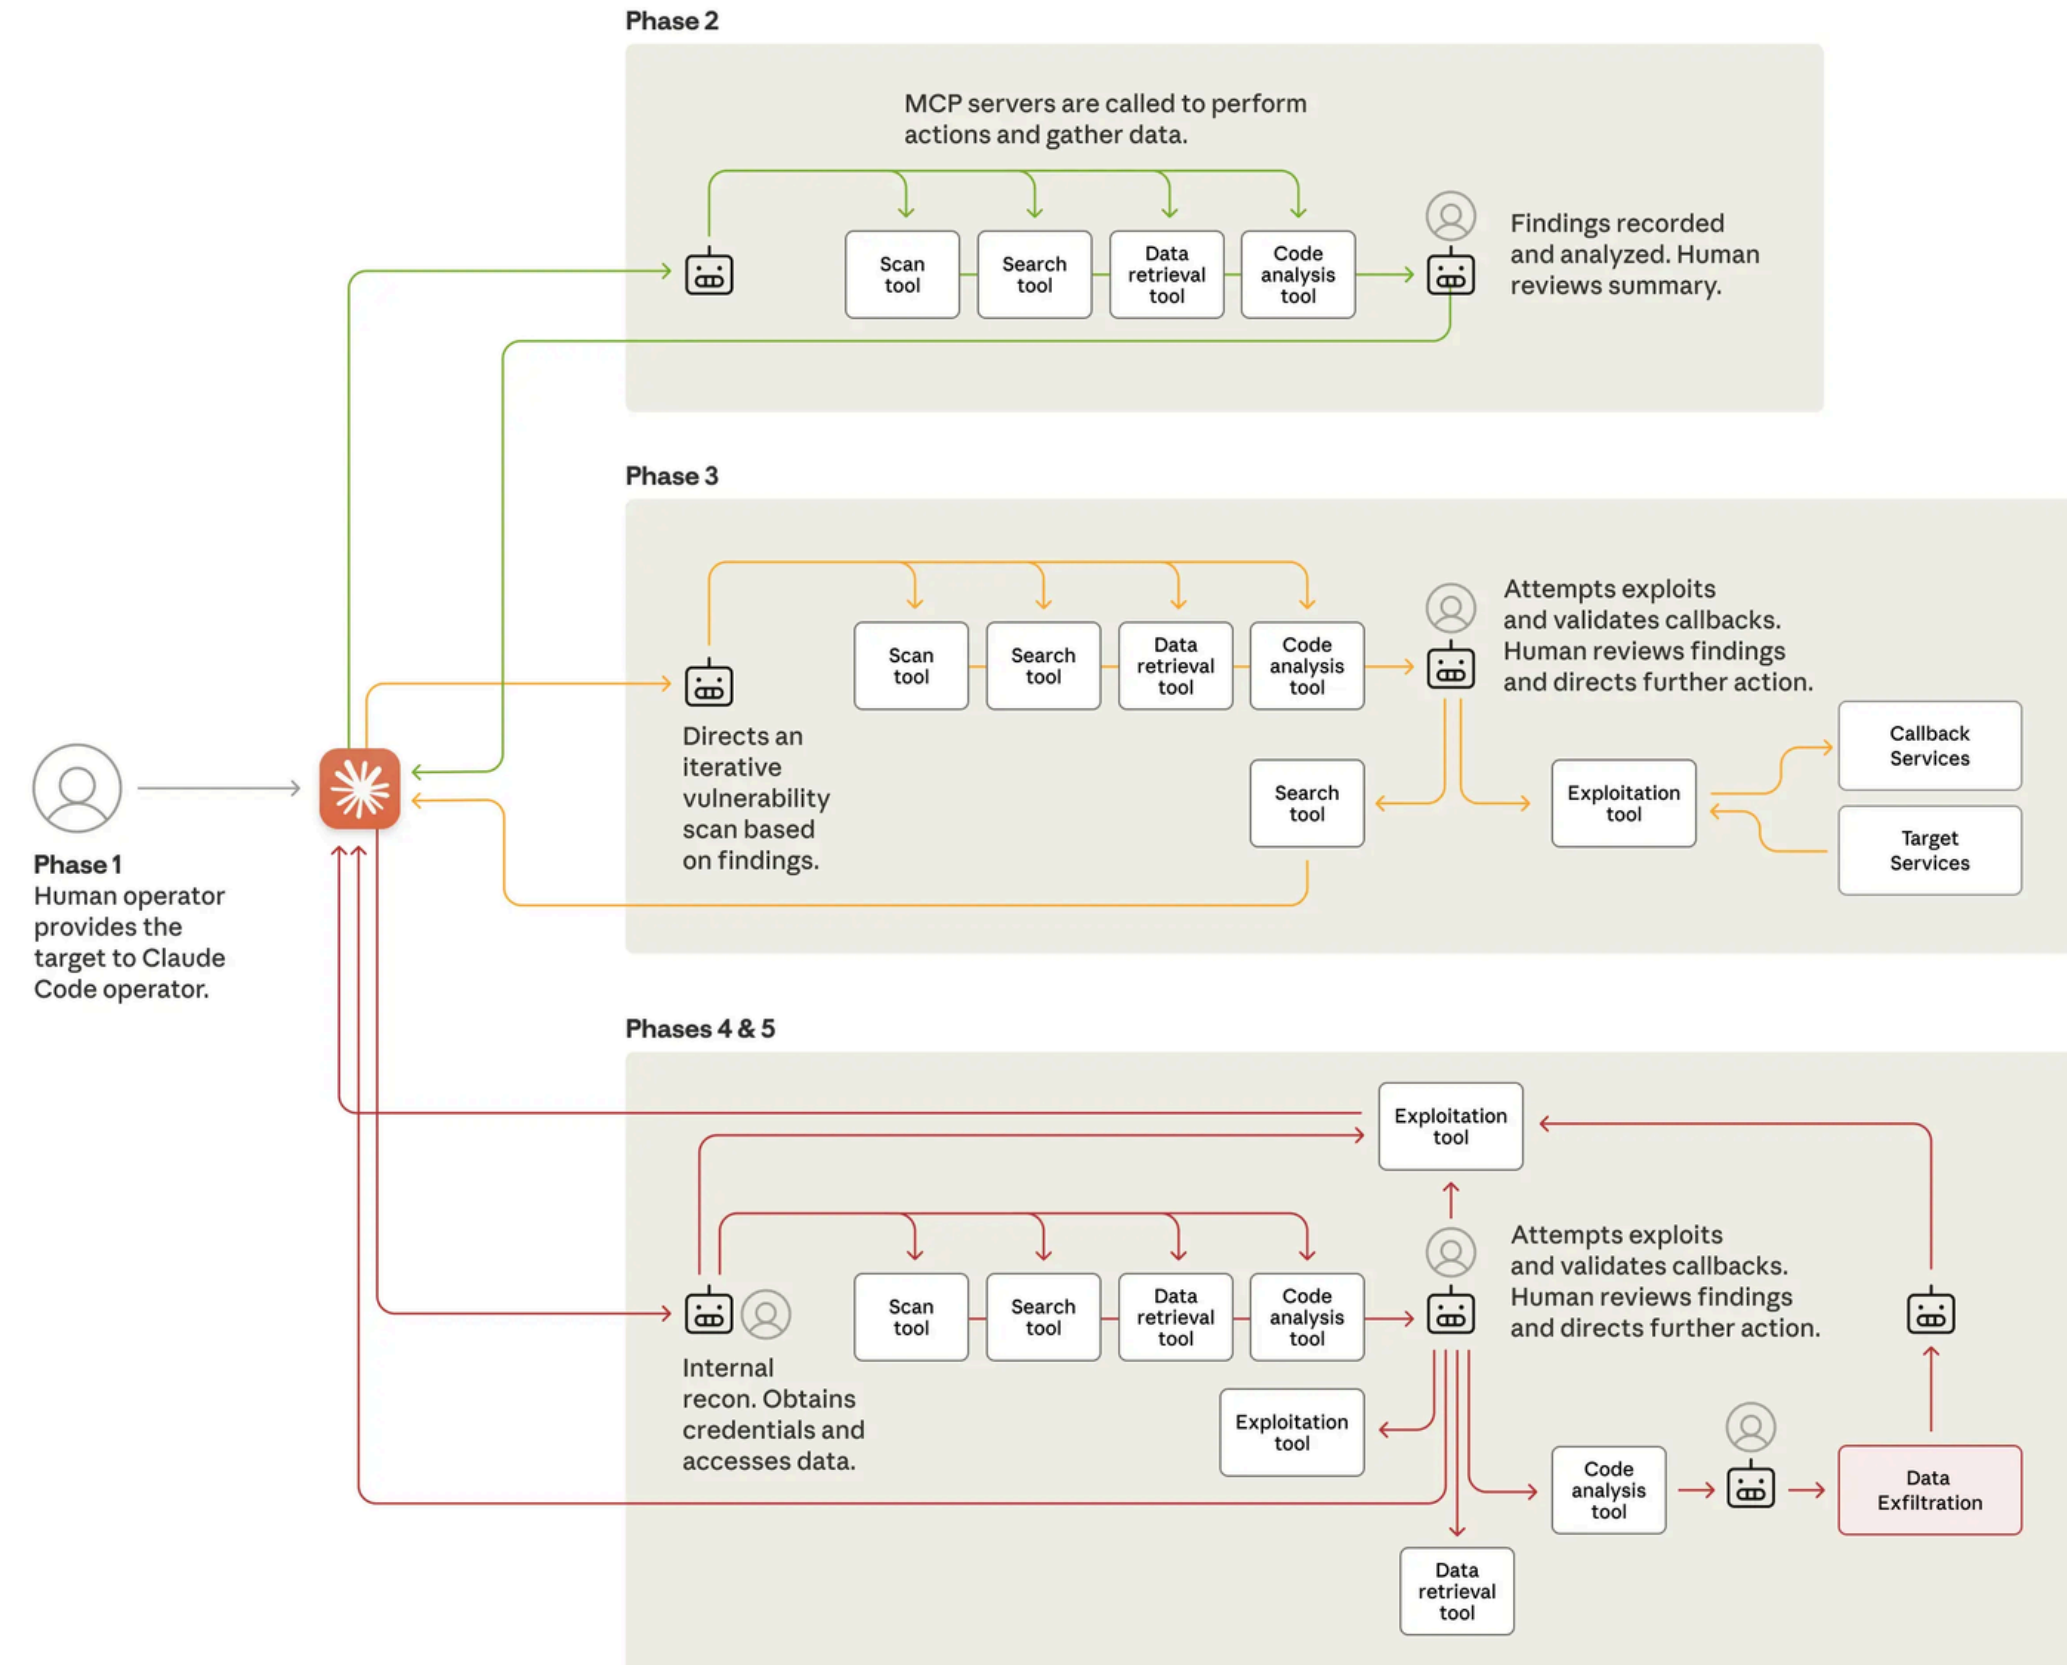 Phase 2
MCP servers are called to perform
actions and gather data.
Scan
tool
Search
tool
Data
retrieval
tool
Code
analysis
tool
Findings recorded
and analyzed. Human
reviews summary.
Phase 3
Scan
tool
Search
tool
Data
retrieval
tool
Code
analysis
tool
Attempts exploits
and validates callbacks.
Human reviews findings
and directs further action.
Directs an
iterative
vulnerability
scan based
on findings.
Search
tool
Exploitation
tool
Callback
Services
Target
Services
Phase 1
Human operator
provides the
target to Claude
Code operator.
Phases 4 & 5
Exploitation
tool
Scan
tool
Search
tool
Data
retrieval
tool
Code
analysis
tool
Attempts exploits
and validates callbacks.
Human reviews findings
and directs further action.
Internal
recon. Obtains
credentials and
accesses data.
Exploitation
tool
Code
analysis
tool
Data
Exfiltration
Data
retrieval
tool